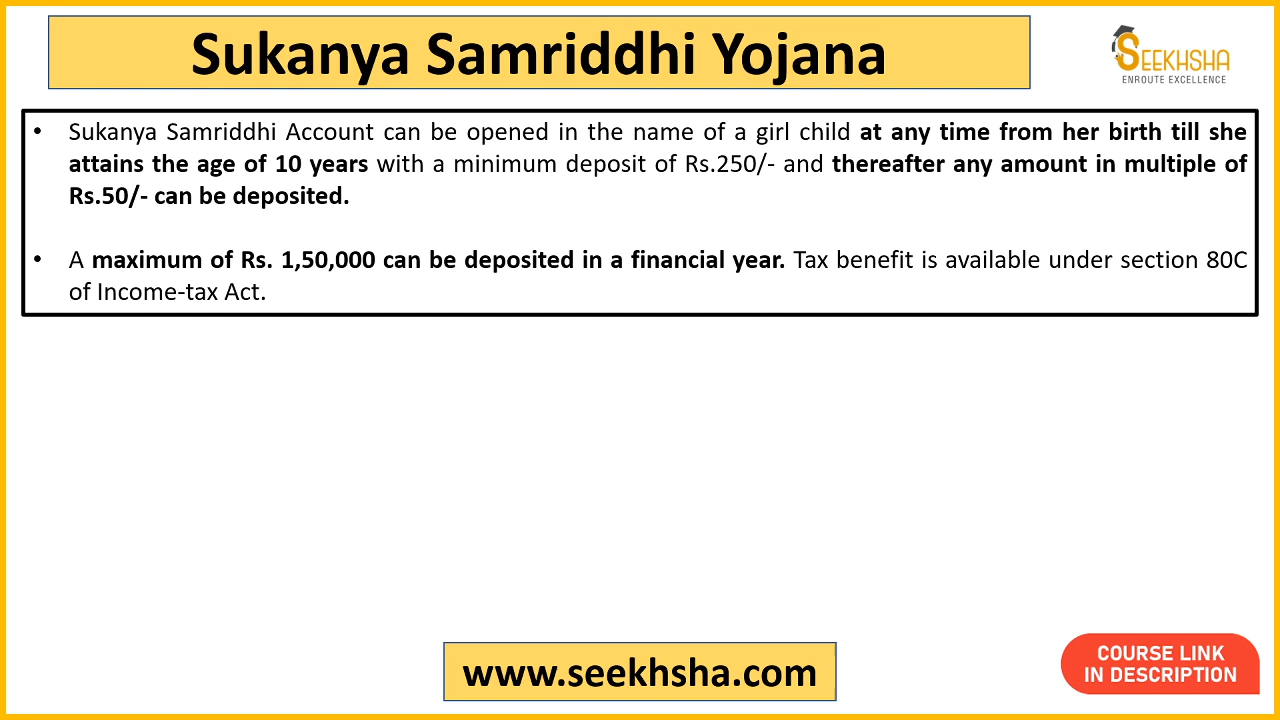 Sukanya Samriddhi Yojana
SEEKHSHA
ENROUTE EXCELLENCE
• Sukanya Samriddhi Account can be opened in the name of a girl child at any time from her birth till she
attains the age of 10 years with a minimum deposit of Rs.250/- and thereafter any amount in multiple of
Rs.50/- can be deposited.
• A maximum of Rs. 1,50,000 can be deposited in a financial year. Tax benefit is available under section 80C
of Income-tax Act.
www.seekhsha.com
COURSE LINK
IN DESCRIPTION